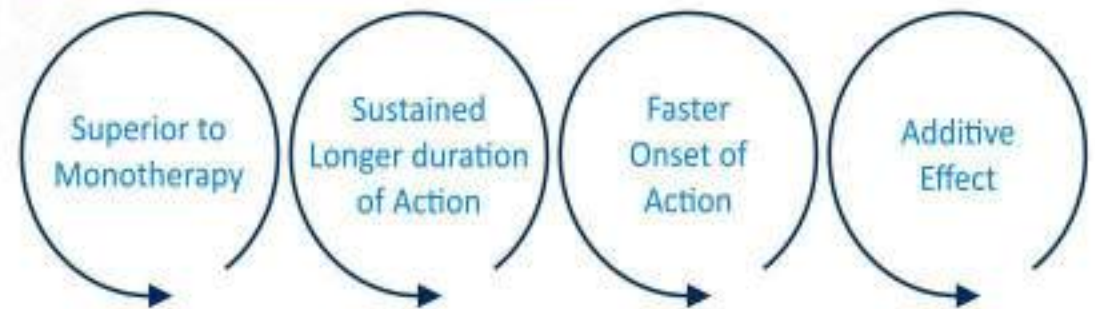 Superior to
Monotherapy
Sustained
Longer duration
of Action
Faster
Onset of
Action
Additive
Effect